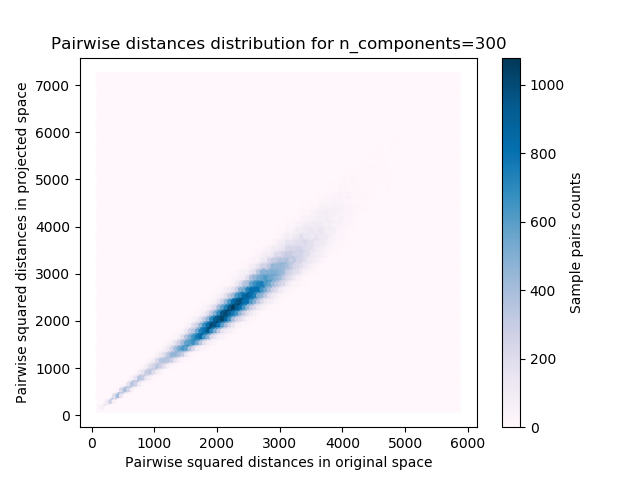 Pairwise distances distribution for n_components=300
Pairwise squared distances in projected space
7000
6000
5000
4000
3000
2000
1000
0
0 1000 2000 3000 4000 5000 6000
Pairwise squared distances in original space
1000
800
600
400
200
0
Sample pairs counts